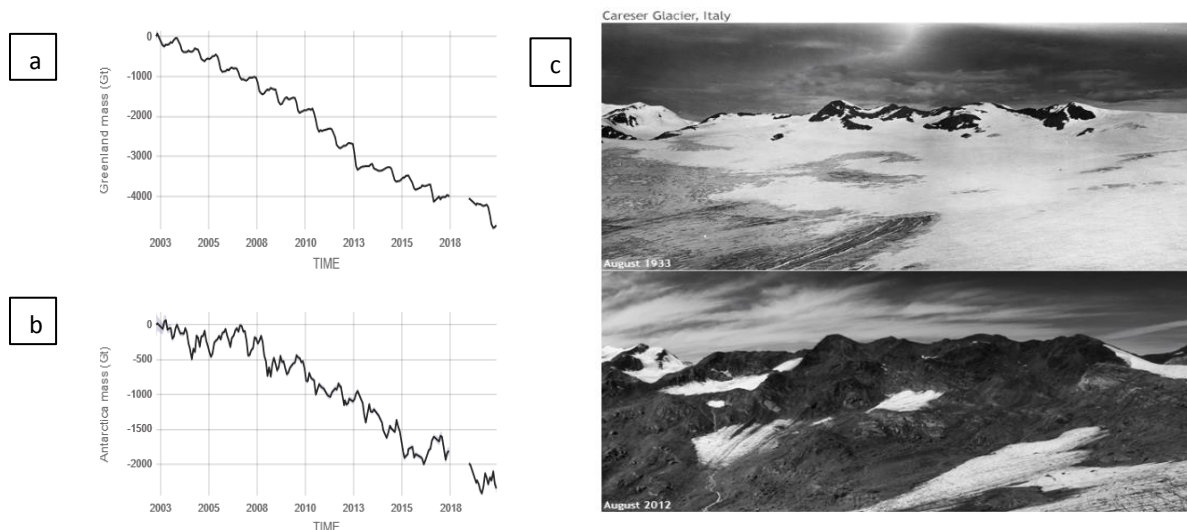 a
0
-1000
-2000
-3000
-4000
Greenland mass (Gt)
2003 2005 2008 2010 2013 2015 2018
TIME
b
0
-500
-1000
-1500
-2000
Antarctica mass (Gt)
2003 2005 2008 2010 2013 2015 2018
TIME
c
Careser Glacier, Italy
August 1933
August 2012